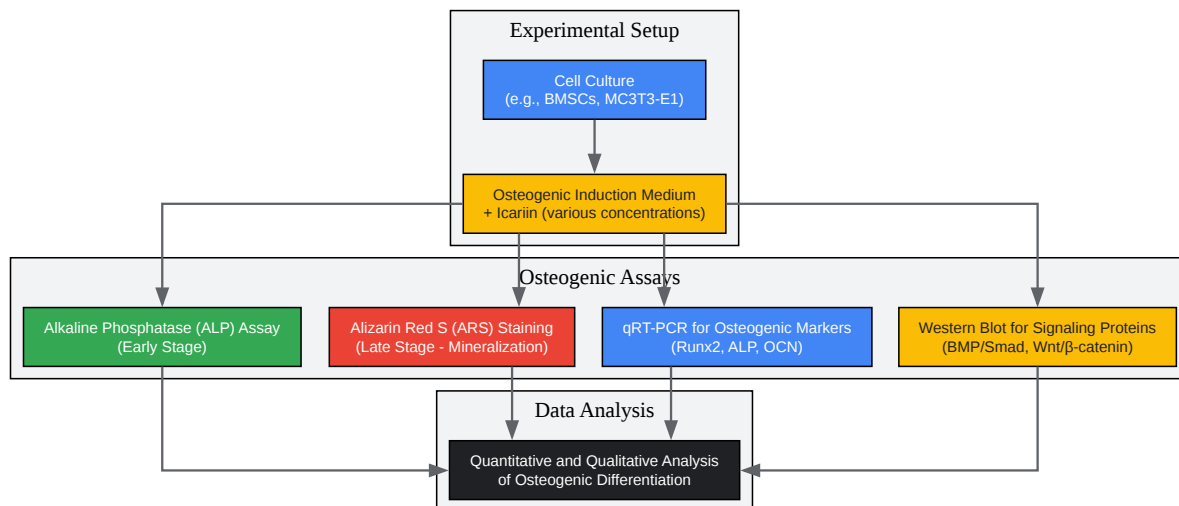 Experimental Setup
Cell Culture
(e.g., BMSCs, MC3T3-E1)
Osteogenic Induction Medium
+ Icariin (various concentrations)
Osteogenic Assays
Alkaline Phosphatase (ALP) Assay
(Early Stage)
Alizarin Red S (ARS) Staining
(Late Stage - Mineralization)
qRT-PCR for Osteogenic Markers
(Runx2, ALP, OCN)
Western Blot for Signaling Proteins
(BMP/Smad, Wnt/β-catenin)
Data Analysis
Quantitative and Qualitative Analysis
of Osteogenic Differentiation